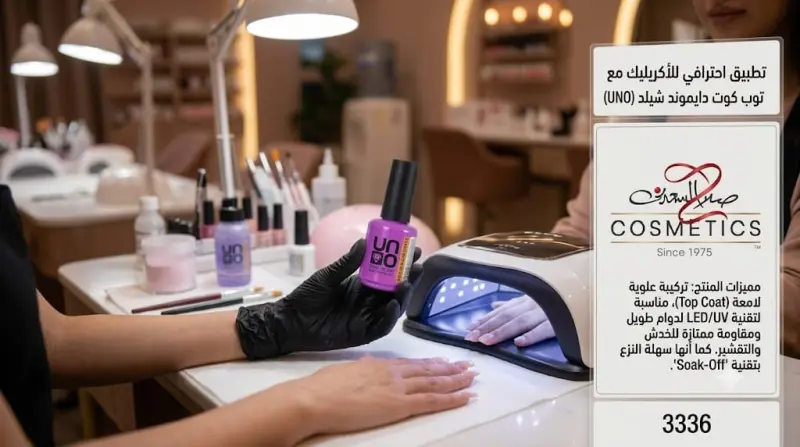 تطبيق احترافي للأكريليك مع
توب كوت دايموند شيلد (UNO)
COSMETICS
Since 1975
TM
مميزات المنتج: تركيبة علوية
لامعة (Top Coat)، مناسبة
لتقنية LED/UV لدوام طويل
ومقاومة ممتازة للخدش
والتقشير. كما أنها سهلة النزع
بتقنية 'Soak-Off'.
3336
UNO
UNO